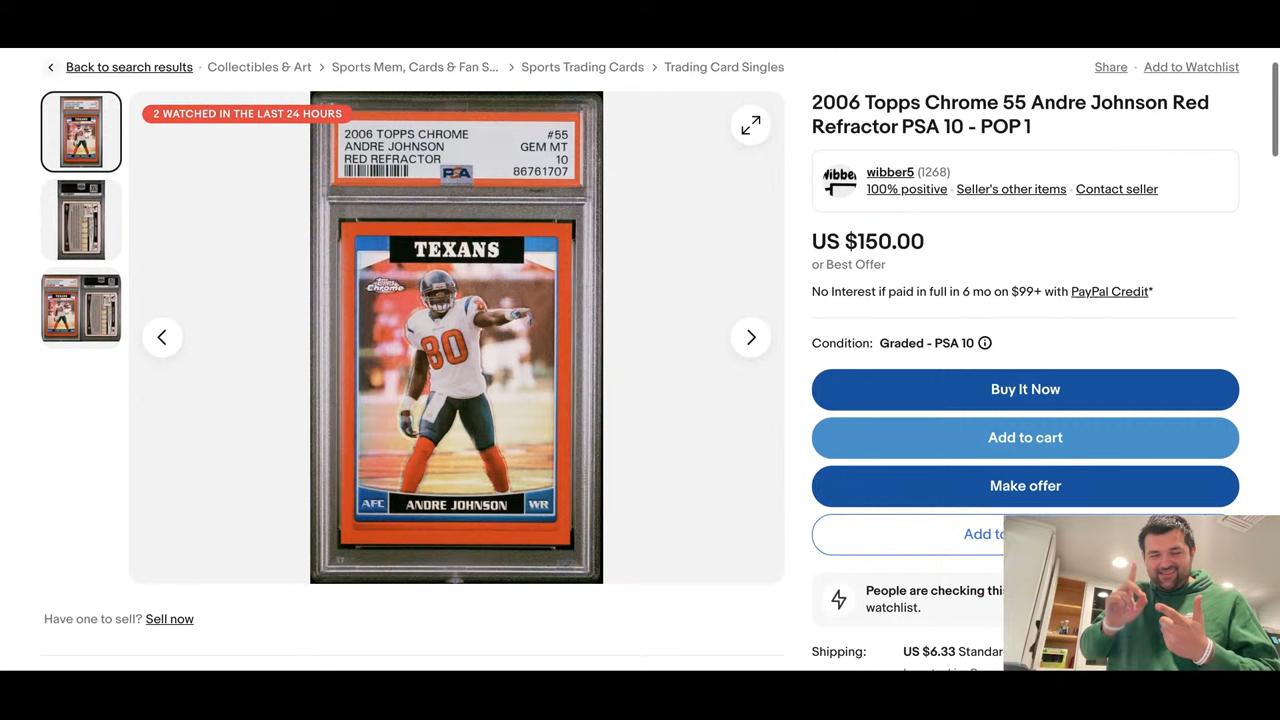 Back to search results · Collectibles & Art > Sports Mem, Cards & Fan S... > Sports Trading Cards > Trading Card Singles
Share · Add to Watchlist
2 WATCHED IN THE LAST 24 HOURS
2006 TOPPS CHROME #55
ANDRE JOHNSON GEM MT
RED REFRACTOR 10
PSA 86761707
TEXANS
Topps Chrome
80
AFC ANDRE JOHNSON WR
Have one to sell? Sell now
2006 Topps Chrome 55 Andre Johnson Red
Refractor PSA 10 - POP 1
wibber5 (1268)
100% positive · Seller's other items · Contact seller
US $150.00
or Best Offer
No Interest if paid in full in 6 mo on $99+ with PayPal Credit*
Condition: Graded - PSA 10
Buy It Now
Add to cart
Make offer
Add to
People are checking this
watchlist.
Shipping: US $6.33 Standar